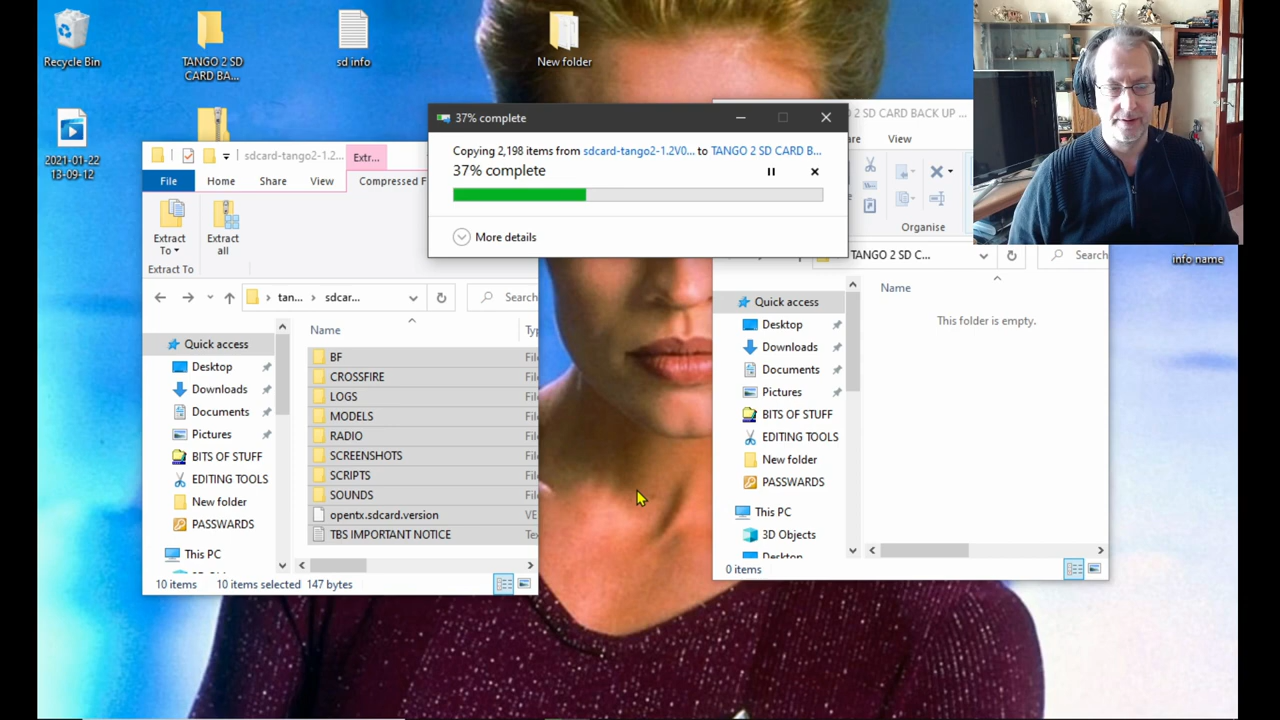 Recycle Bin
TANGO 2 SD
CARD BA...
sd info
New folder
2021-01-22
13-09-12
37% complete
Copying 2,198 items from sdcard-tango2-1.2V0... to TANGO 2 SD CARD B...
37% complete
More details
sdcard-tango2-1.2...
Extr...
File
Home
Share
View
Compressed F
Extract
To
Extract
all
Extract To
tan...
sdcar...
Search
Quick access
Desktop
Downloads
Documents
Pictures
BITS OF STUFF
EDITING TOOLS
New folder
PASSWORDS
This PC
Name
BF
CROSSFIRE
LOGS
MODELS
RADIO
SCREENSHOTS
SCRIPTS
SOUNDS
opentx.sdcard.version
TBS IMPORTANT NOTICE
10 items
10 items selected
147 bytes
2 SD CARD BACK UP ...
are
View
Organise
TANGO 2 SD C...
Search
Quick access
Desktop
Downloads
Documents
Pictures
BITS OF STUFF
EDITING TOOLS
New folder
PASSWORDS
This PC
3D Objects
Desktop
Name
This folder is empty.
0 items
info name